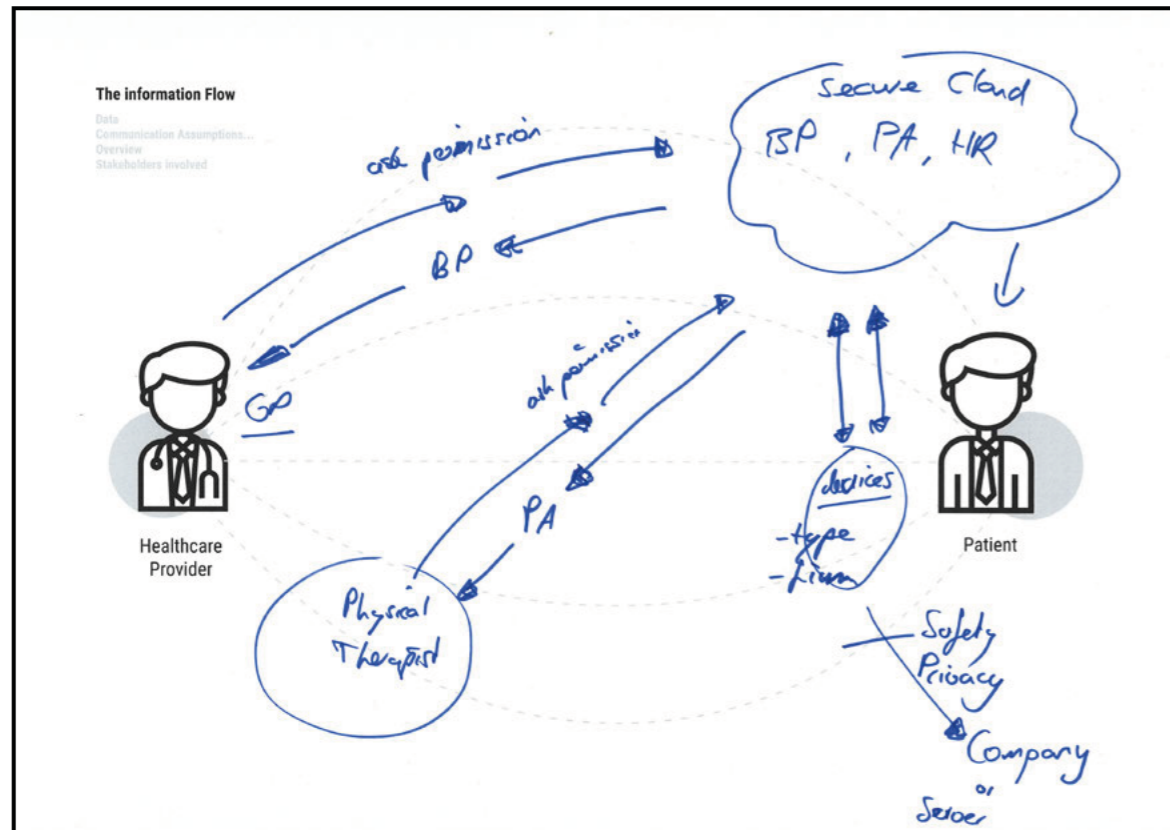 The information Flow
Data
Communication Assumptions...
Overview
Stakeholders involved
Secure Cloud
BP, PA, HR
ask permission
BP
ask permission
GP
PA
devices
-type
Healthcare
Provider
Patient
Physical
Therapist
Safety
Privacy
Company
or
Server